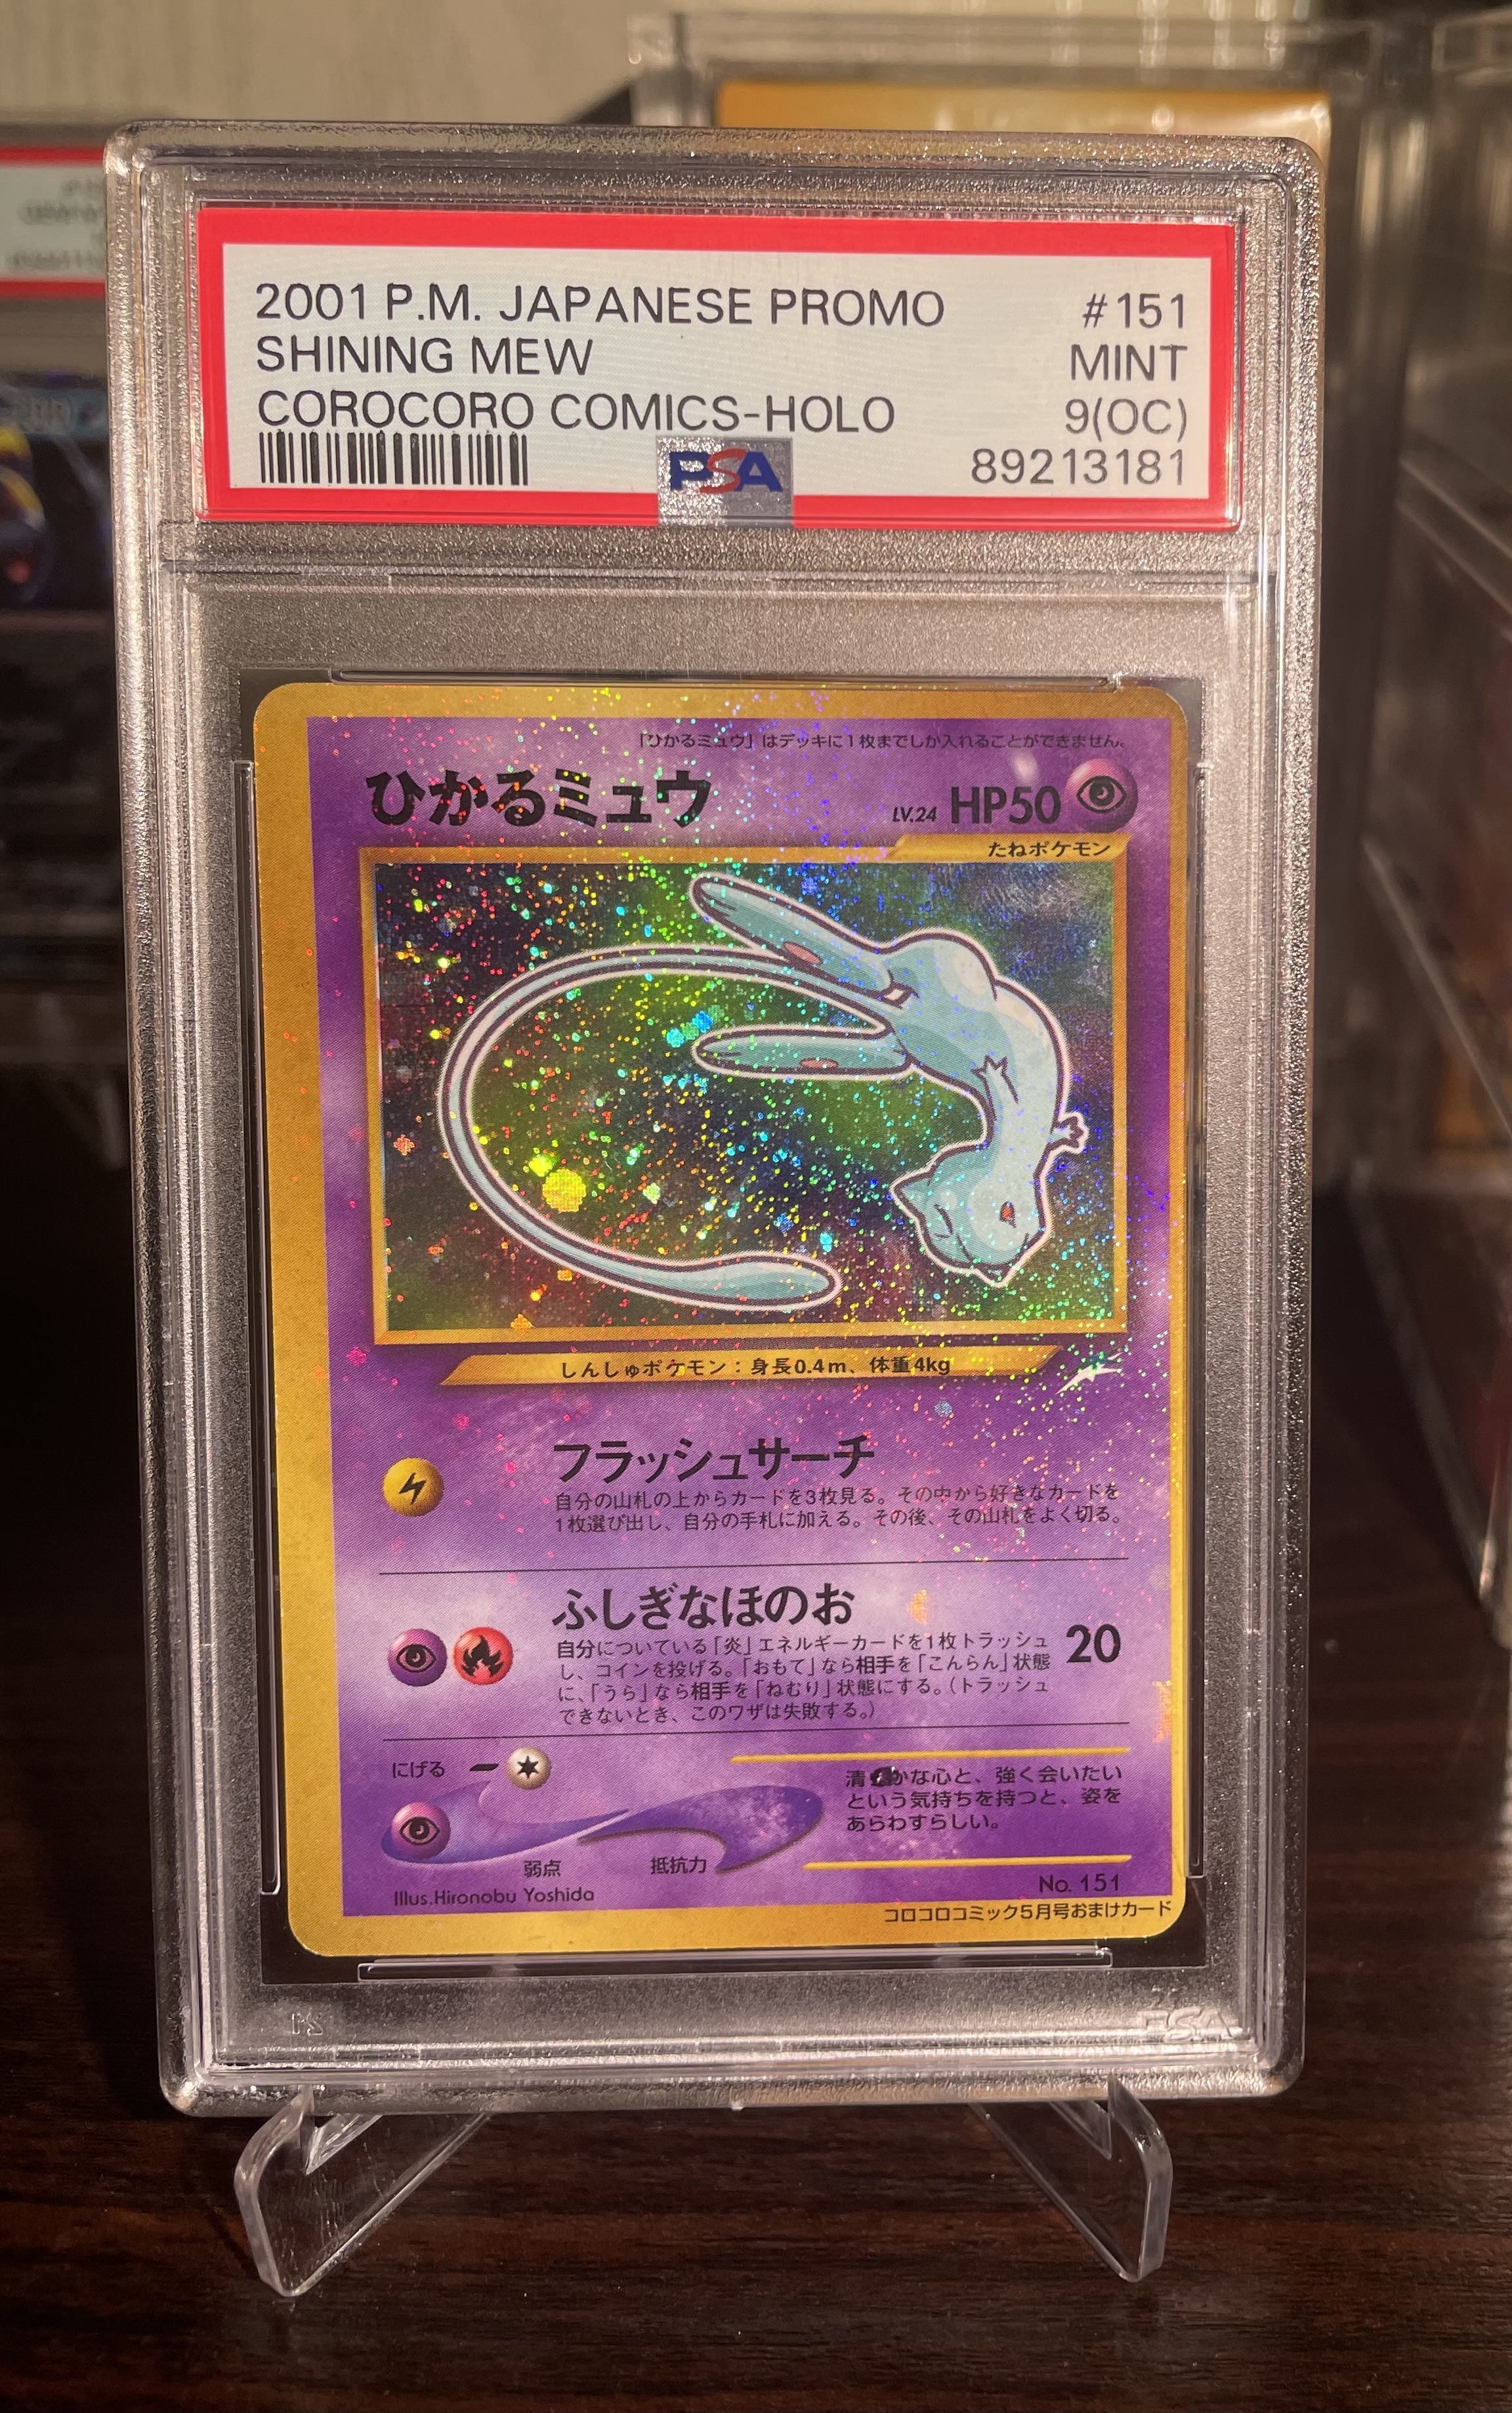 2001 P.M. JAPANESE PROMO #151
SHINING MEW MINT
COROCORO COMICS-HOLO 9(OC)
PSA 89213181
「ひかるミュウ」はデッキに1枚までしか入れることができません。
ひかるミュウ LV.24 HP50
たねポケモン
しんしゅポケモン：身長0.4m、体重4kg
フラッシュサーチ
自分の山札の上からカードを3枚見る。その中から好きなカードを
1枚選び出し、自分の手札に加える。その後、その山札をよく切る。
ふしぎなほのお 20
自分についている「炎」エネルギーカードを1枚トラッシュ
し、コインを投げる。「おもて」なら相手を「こんらん」状態
に、「うら」なら相手を「ねむり」状態にする。（トラッシュ
できないとき、このワザは失敗する。）
にげる
清かな心と、強く会いたい
という気持ちを持つと、姿を
あらわすらしい。
弱点 抵抗力
No. 151
Illus.Hironobu Yoshida
コロコロコミック5月号おまけカード
PSA